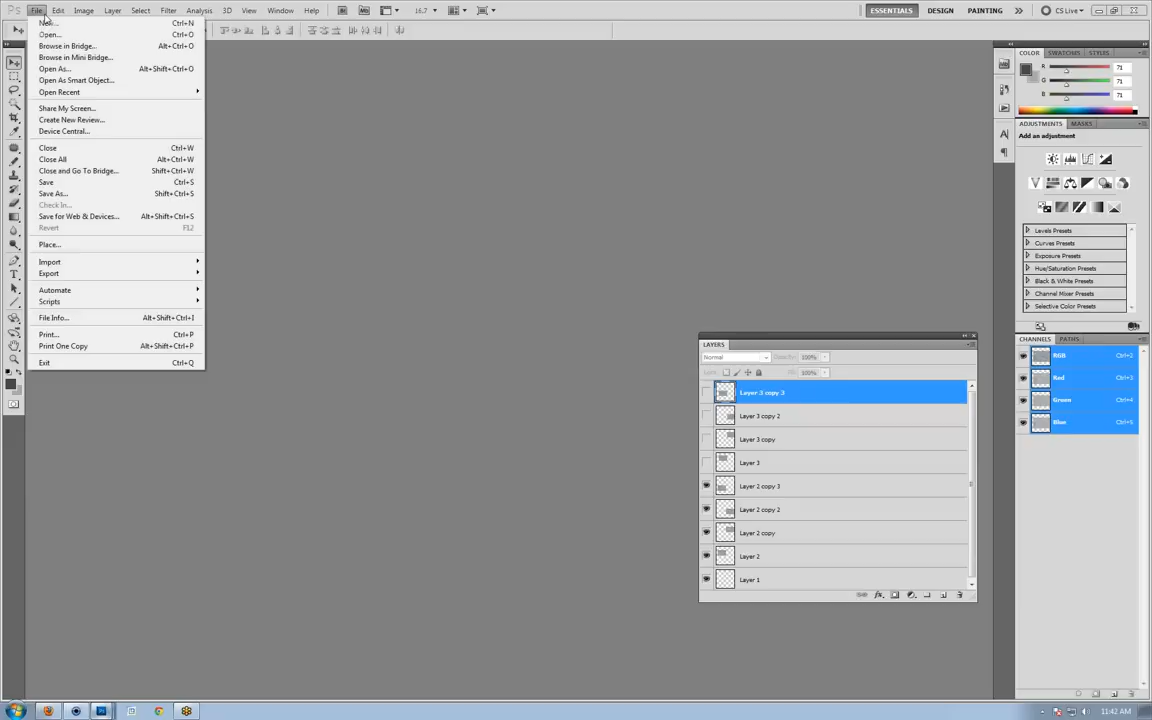 Ps File Edit Image Layer Select Filter Analysis 3D View Window Help Br Mb 16.7 ESSENTIALS DESIGN PAINTING CS Live
New... Ctrl+N
Open... Ctrl+O
Browse in Bridge... Alt+Ctrl+O
Browse in Mini Bridge...
Open As... Alt+Shift+Ctrl+O
Open As Smart Object...
Open Recent
Share My Screen...
Create New Review...
Device Central...
Close Ctrl+W
Close All Alt+Ctrl+W
Close and Go To Bridge... Shift+Ctrl+W
Save Ctrl+S
Save As... Shift+Ctrl+S
Check In...
Save for Web & Devices... Alt+Shift+Ctrl+S
Revert F12
Place...
Import
Export
Automate
Scripts
File Info... Alt+Shift+Ctrl+I
Print... Ctrl+P
Print One Copy Alt+Shift+Ctrl+P
Exit Ctrl+Q
COLOR SWATCHES STYLES
R 71
G 71
B 71
ADJUSTMENTS MASKS
Add an adjustment
Levels Presets
Curves Presets
Exposure Presets
Hue/Saturation Presets
Black & White Presets
Channel Mixer Presets
Selective Color Presets
CHANNELS PATHS
RGB Ctrl+2
Red Ctrl+3
Green Ctrl+4
Blue Ctrl+5
LAYERS
Normal Opacity: 100%
Lock: Fill: 100%
Layer 3 copy 3
Layer 3 copy 2
Layer 3 copy
Layer 3
Layer 2 copy 3
Layer 2 copy 2
Layer 2 copy
Layer 2
Layer 1
11:42 AM